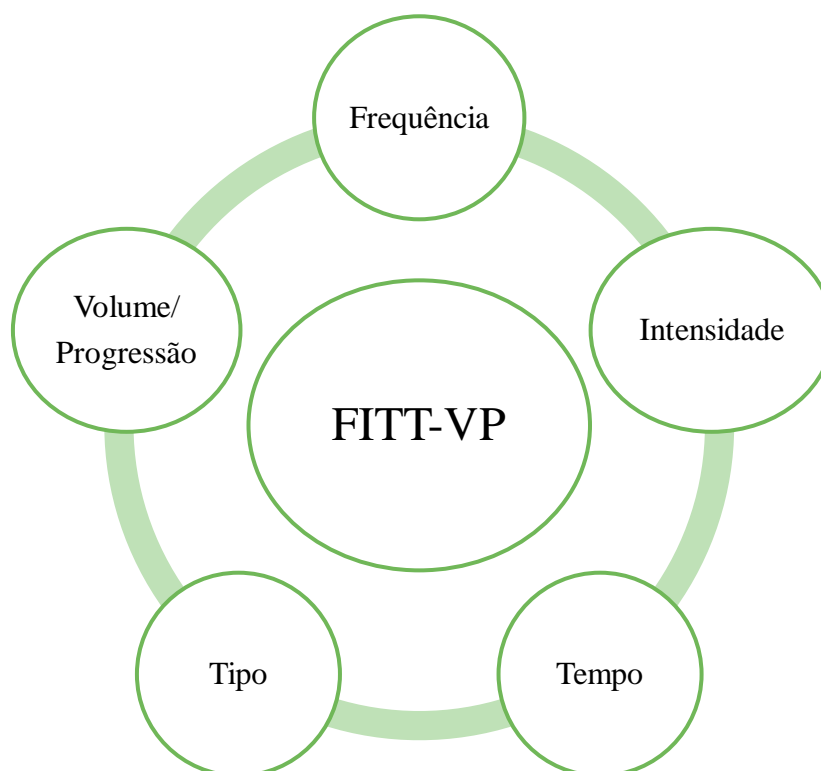 Frequência
Intensidade
Tempo
Tipo
Volume/
Progressão
FITT-VP